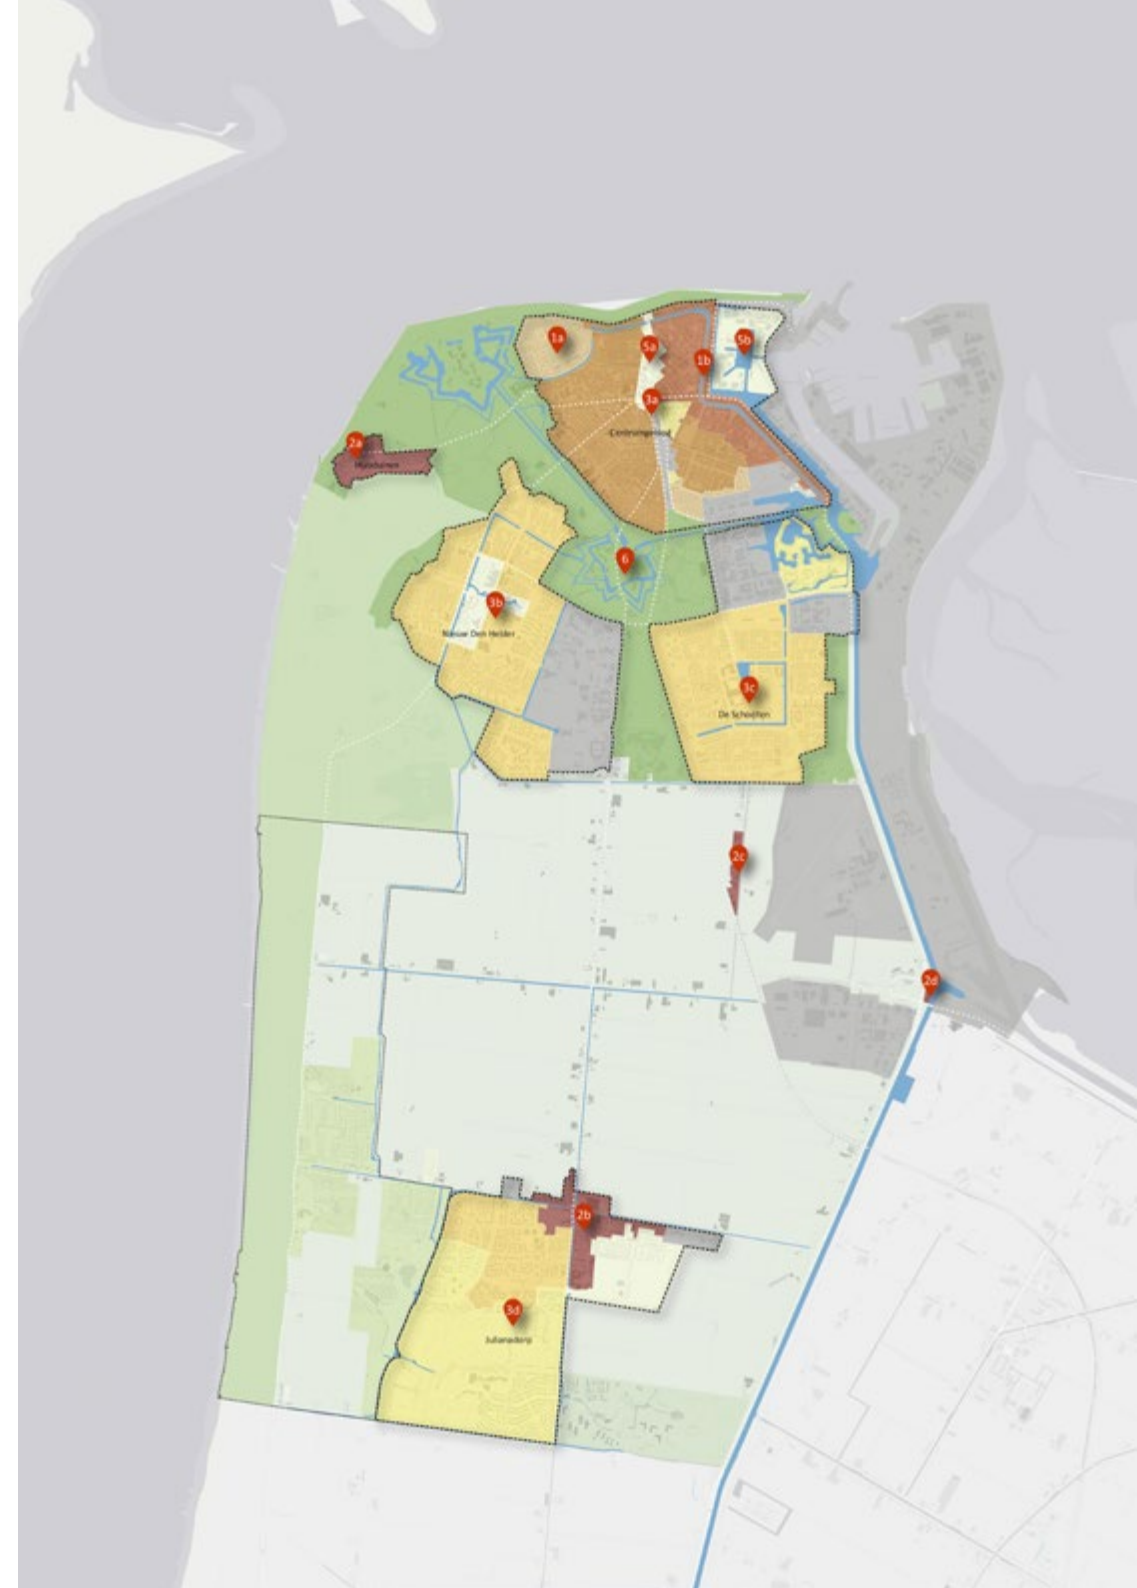 1a
5a
5b
1b
3a
Centrumgebied
2a
Huisduinen
6
3b
Nieuw Den Helder
3c
De Schooten
2c
2d
2b
3d
Julianadorp